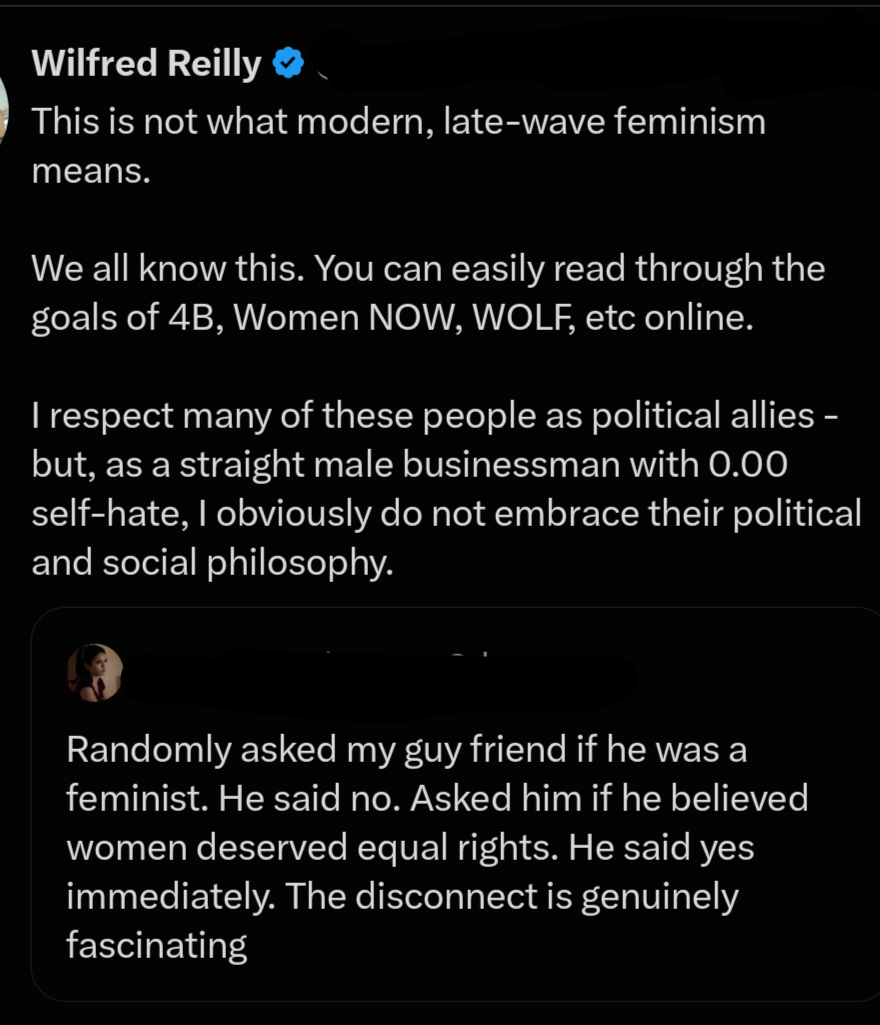 Wilfred Reilly
This is not what modern, late-wave feminism
means.
We all know this. You can easily read through the
goals of 4B, Women NOW, WOLF, etc online.
I respect many of these people as political allies -
but, as a straight male businessman with 0.00
self-hate, I obviously do not embrace their political
and social philosophy.
Randomly asked my guy friend if he was a
feminist. He said no. Asked him if he believed
women deserved equal rights. He said yes
immediately. The disconnect is genuinely
fascinating